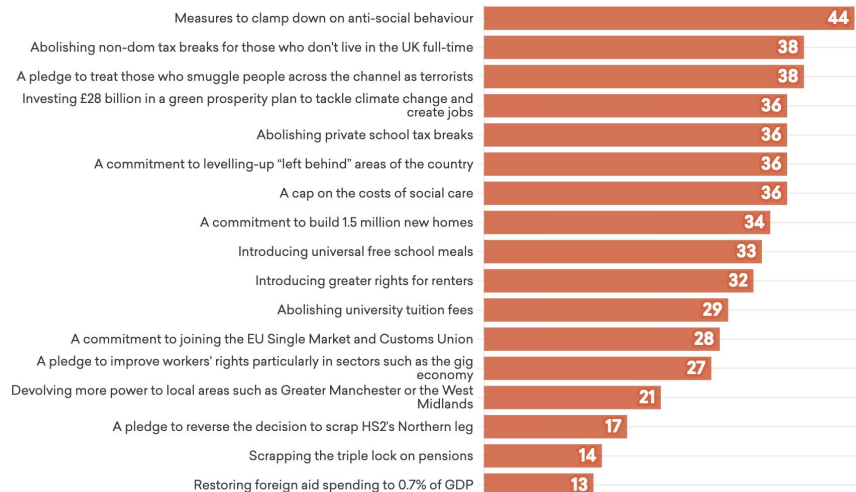 Measures to clamp down on anti-social behaviour 44
Abolishing non-dom tax breaks for those who don't live in the UK full-time 38
A pledge to treat those who smuggle people across the channel as terrorists 38
Investing £28 billion in a green prosperity plan to tackle climate change and
create jobs 36
Abolishing private school tax breaks 36
A commitment to levelling-up “left behind” areas of the country 36
A cap on the costs of social care 36
A commitment to build 1.5 million new homes 34
Introducing universal free school meals 33
Introducing greater rights for renters 32
Abolishing university tuition fees 29
A commitment to joining the EU Single Market and Customs Union 28
A pledge to improve workers' rights particularly in sectors such as the gig
economy 27
Devolving more power to local areas such as Greater Manchester or the West
Midlands 21
A pledge to reverse the decision to scrap HS2's Northern leg 17
Scrapping the triple lock on pensions 14
Restoring foreign aid spending to 0.7% of GDP 13